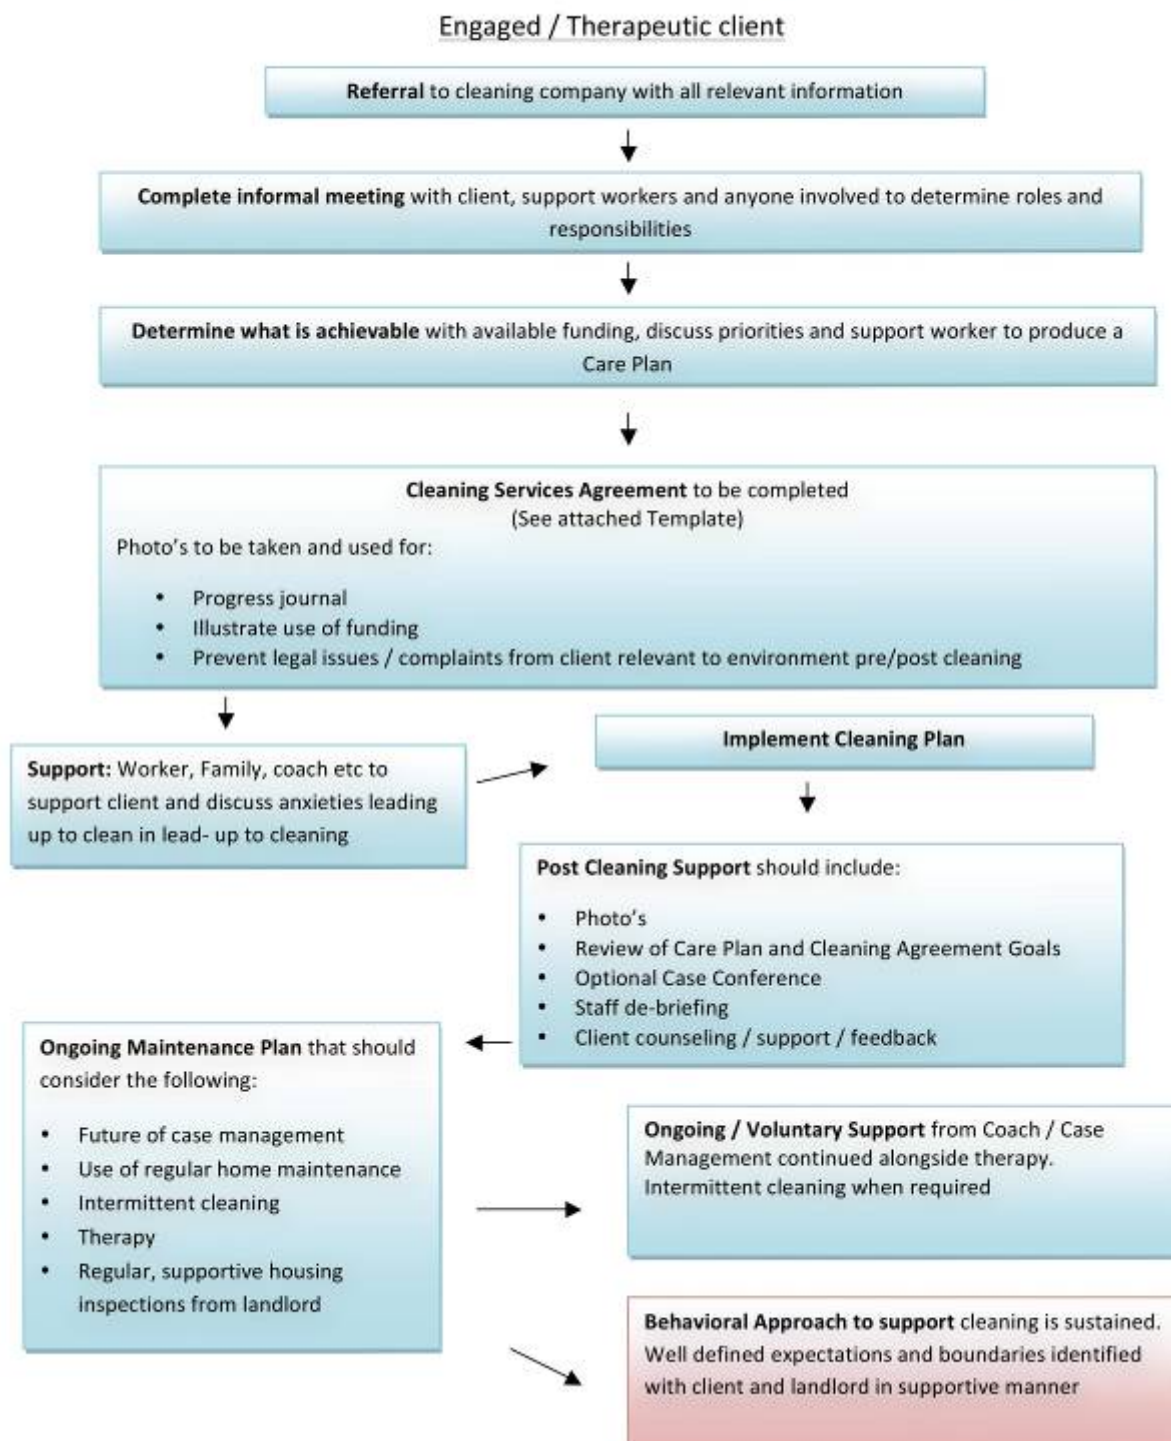 Engaged / Therapeutic client
Referral to cleaning company with all relevant information
Complete informal meeting with client, support workers and anyone involved to determine roles and
responsibilities
Determine what is achievable with available funding, discuss priorities and support worker to produce a
Care Plan
Cleaning Services Agreement to be completed
(See attached Template)
Photo's to be taken and used for:
• Progress journal
• Illustrate use of funding
• Prevent legal issues / complaints from client relevant to environment pre/post cleaning
Support: Worker, Family, coach etc to
support client and discuss anxieties leading
up to clean in lead- up to cleaning
Implement Cleaning Plan
Post Cleaning Support should include:
• Photo's
• Review of Care Plan and Cleaning Agreement Goals
• Optional Case Conference
• Staff de-briefing
• Client counseling / support / feedback
Ongoing Maintenance Plan that should
consider the following:
• Future of case management
• Use of regular home maintenance
• Intermittent cleaning
• Therapy
• Regular, supportive housing
inspections from landlord
Ongoing / Voluntary Support from Coach / Case
Management continued alongside therapy.
Intermittent cleaning when required
Behavioral Approach to support cleaning is sustained.
Well defined expectations and boundaries identified
with client and landlord in supportive manner